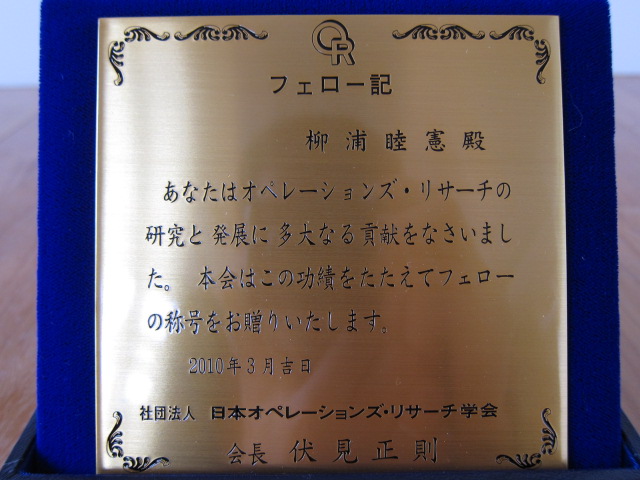 OR
フェロー記
柳浦睦憲殿
あなたはオペレーションズ・リサーチの
研究と発展に多大なる貢献をなさいまし
た。 本会はこの功績をたたえてフェロー
の称号をお贈りいたします。
2010年3月吉日
社団法人 日本オペレーションズ・リサーチ学会
会長 伏見正則